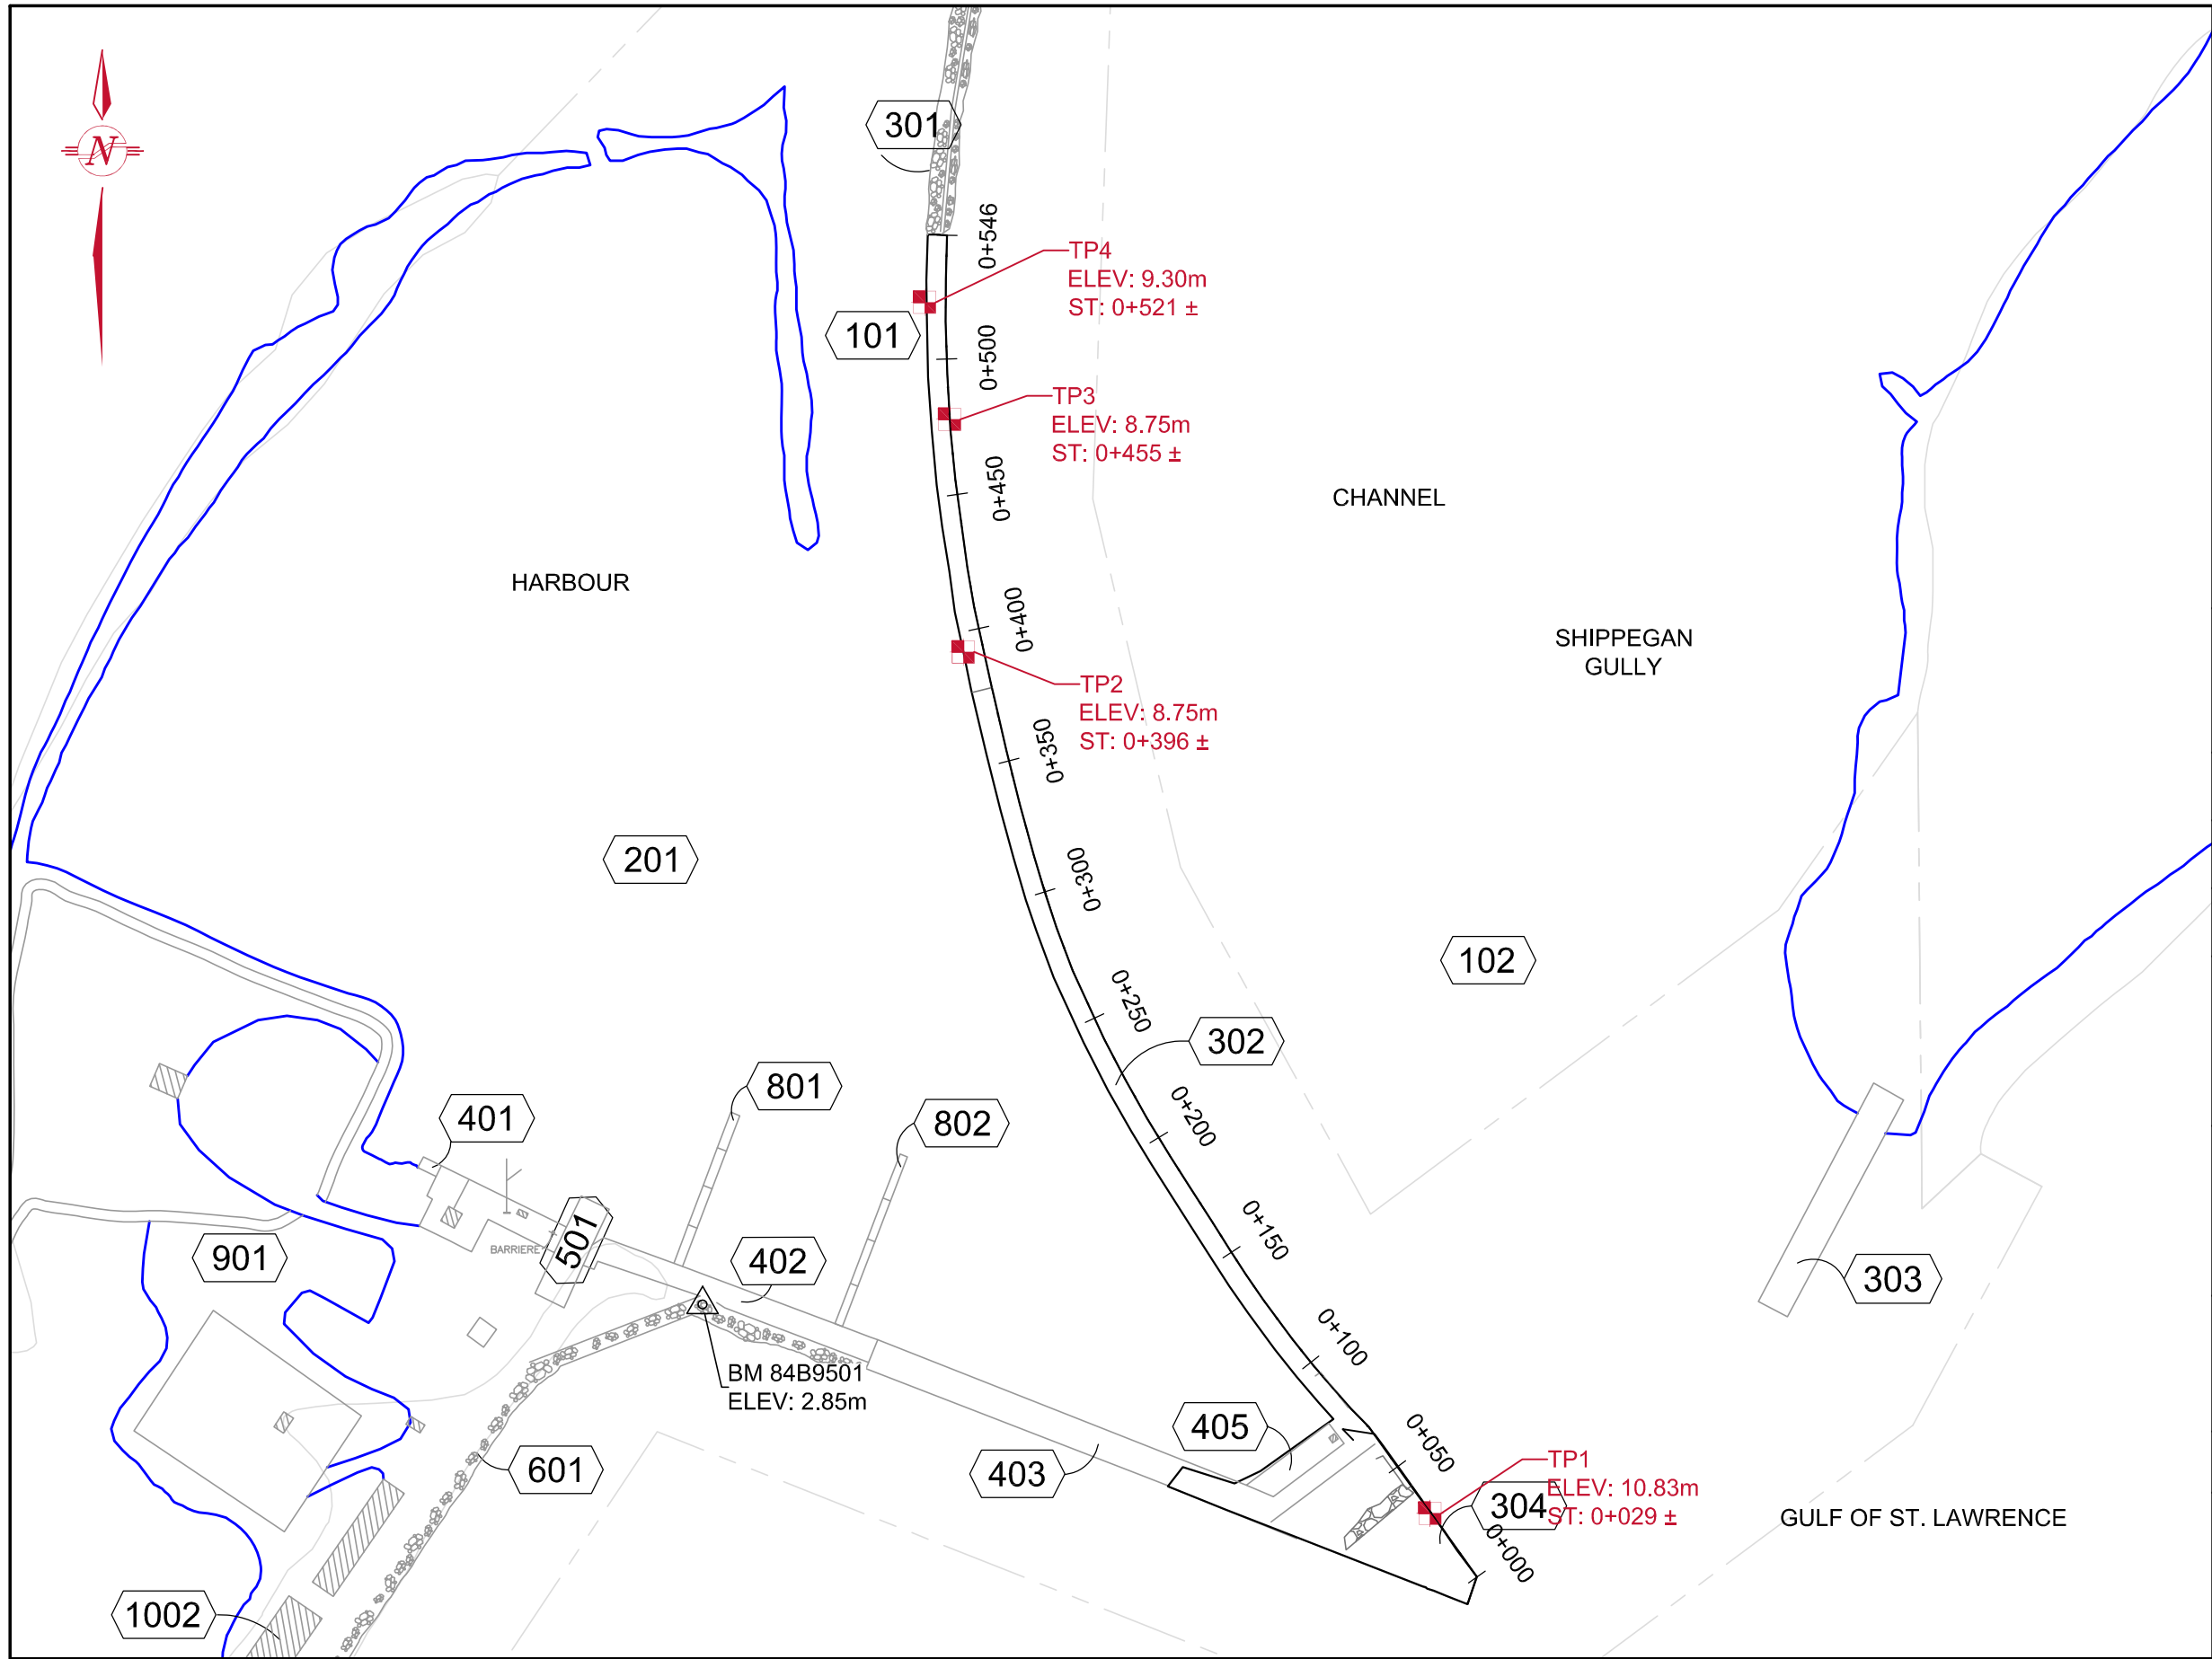 301
N
0+546
TP4
ELEV: 9.30m
ST: 0+521 ±
101
0+500
TP3
ELEV: 8.75m
ST: 0+455 ±
0+450
CHANNEL
HARBOUR
0+400
SHIPPEGAN
GULLY
TP2
ELEV: 8.75m
ST: 0+396 ±
0+350
201
0+300
102
0+250
302
801
0+200
401
802
0+150
501
BARRIERE
901
402
303
0+100
BM 84B9501
ELEV: 2.85m
405
0+050
403
601
TP1
ELEV: 10.83m
ST: 0+029 ±
304
GULF OF ST. LAWRENCE
0+000
1002